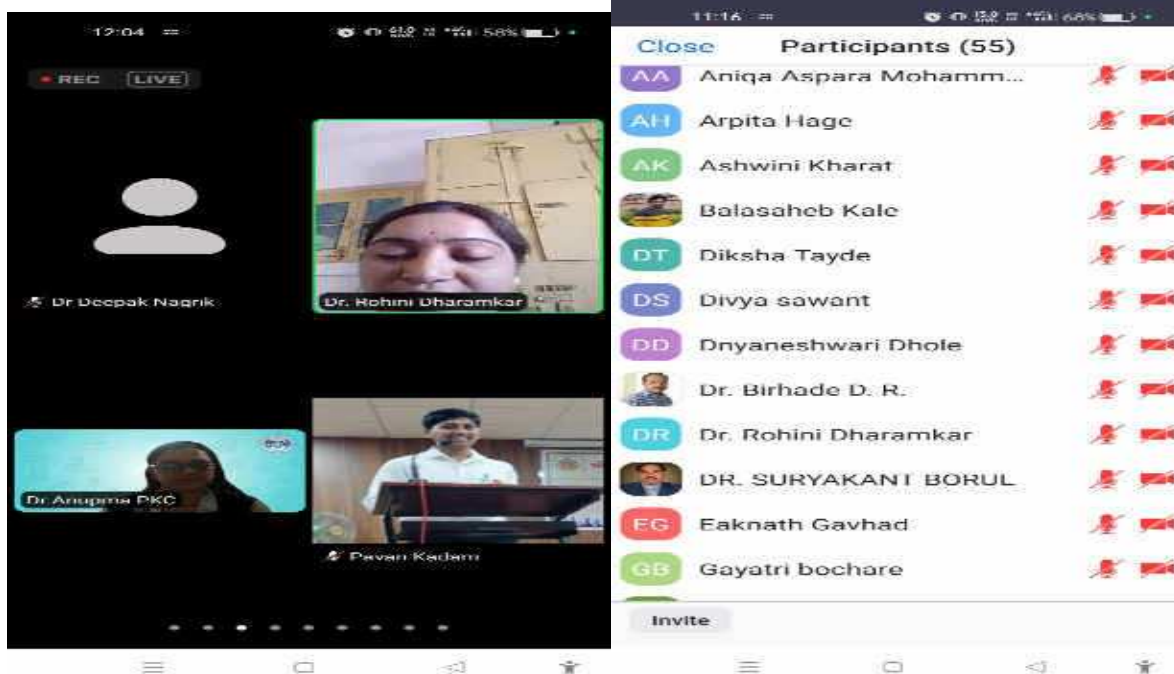 12:04
58%
REC LIVE
Dr Deepak Nagrik
Dr. Rohini Dharamkar
Dr Anupma PKC
Pavan Kadam
11:16
68%
Close Participants (55)
AA Aniqa Aspara Mohamm...
AH Arpita Hage
AK Ashwini Kharat
Balasaheb Kale
DT Diksha Tayde
DS Divya sawant
DD Dnyaneshwari Dhole
Dr. Birhade D. R.
DR Dr. Rohini Dharamkar
DR. SURYAKANT BORUL
EG Eaknath Gavhad
GB Gayatri bochare
Invite